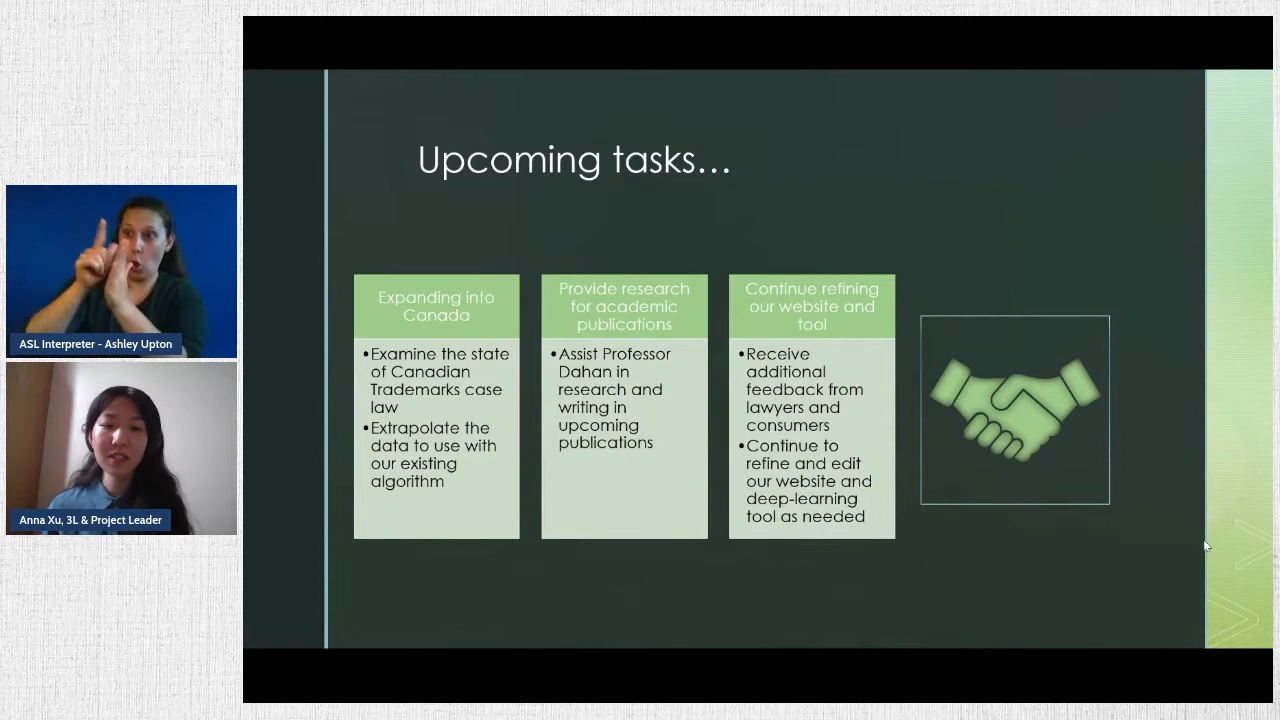 Upcoming tasks...
Expanding into
Canada
•Examine the state
of Canadian
Trademarks case
law
•Extrapolate the
data to use with
our existing
algorithm
Provide research
for academic
publications
•Assist Professor
Dahan in
research and
writing in
upcoming
publications
Continue refining
our website and
tool
•Receive
additional
feedback from
lawyers and
consumers
•Continue to
refine and edit
our website and
deep-learning
tool as needed
ASL Interpreter - Ashley Upton
Anna Xu, 3L & Project Leader